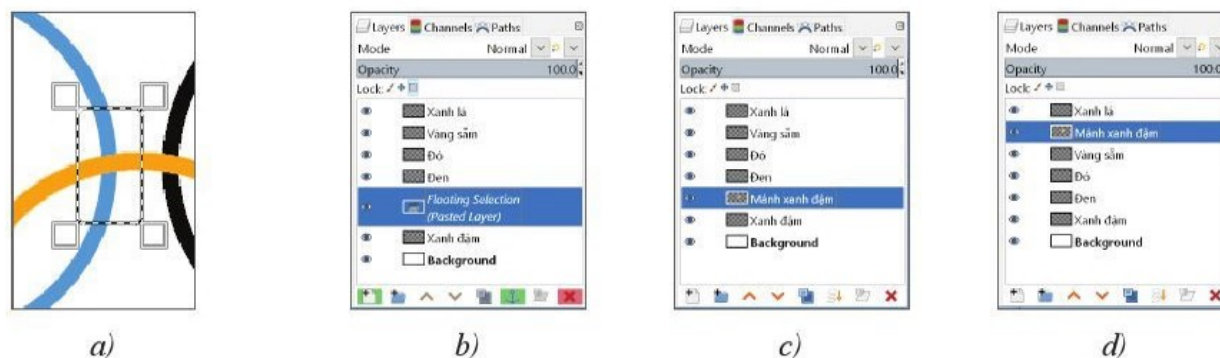 Layers Channels Paths
Mode Normal
Opacity 100.0
Lock:
Xanh lá
Vàng sẫm
Đỏ
Đen
Floating Selection
(Pasted Layer)
Xanh đậm
Background
Layers Channels Paths
Mode Normal
Opacity 100.0
Lock:
Xanh lá
Vàng sẫm
Đỏ
Đen
Mảnh xanh đậm
Xanh đậm
Background
Layers Channels Paths
Mode Normal
Opacity 100.0
Lock:
Xanh lá
Mảnh xanh đậm
Vàng sẫm
Đỏ
Đen
Xanh đậm
Background
a) b) c) d)